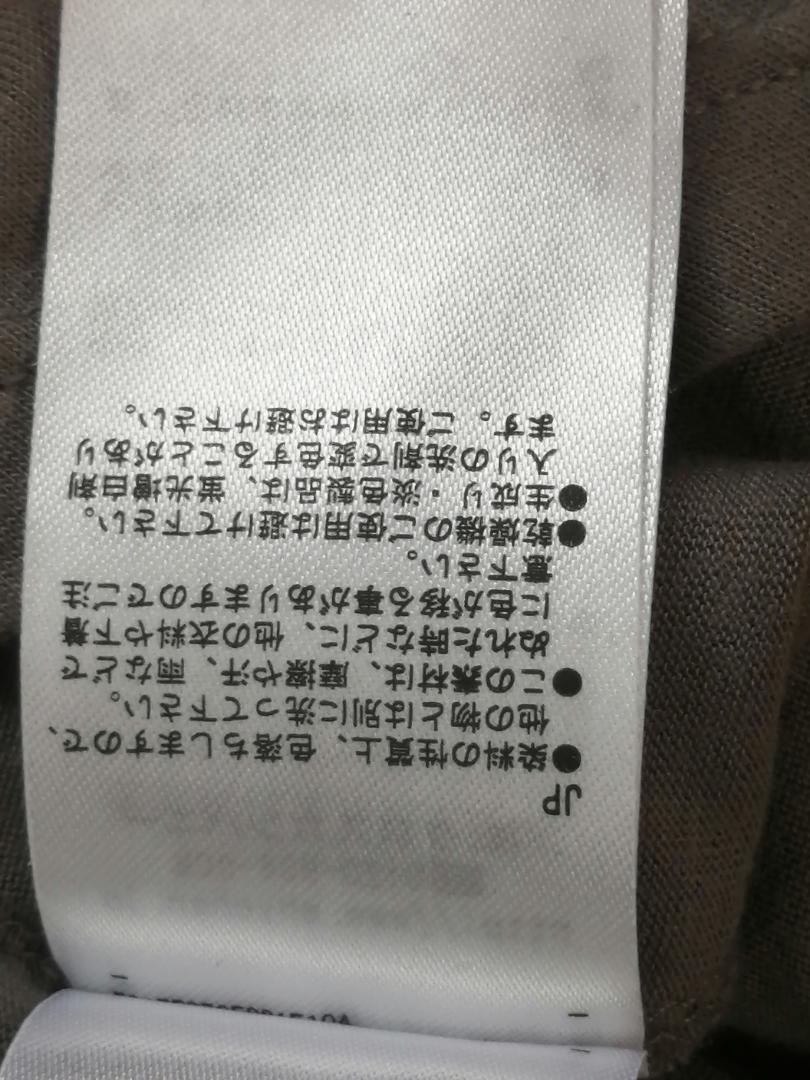 JP
●染料の性質上、色落ちしますので、
他の物とは別に洗って下さい。
●この素材は、摩擦や汗、雨などで
ぬれた時などに、他の衣料や下着
に色が移る事がありますのでご注
意下さい。
●乾燥機のご使用は避けて下さい。
●生成り・淡色製品は、蛍光増白剤
入りの洗剤で変色することがあり
ます。ご使用はお避け下さい。